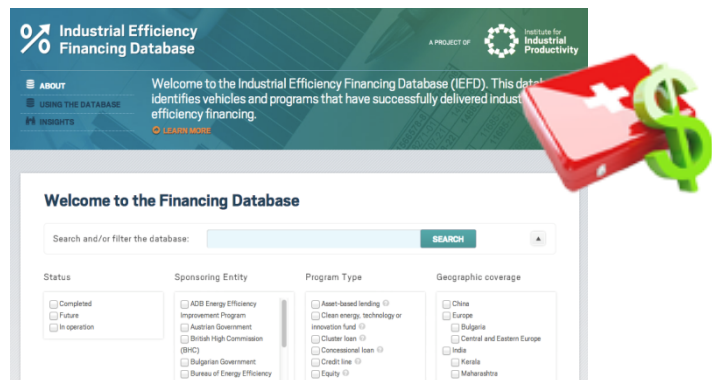 Industrial Efficiency
Financing Database
A PROJECT OF
Institute for
Industrial
Productivity
ABOUT
USING THE DATABASE
INSIGHTS
Welcome to the Industrial Efficiency Financing Database (IEFD). This
identifies vehicles and programs that have successfully delivered
efficiency financing.
LEARN MORE
Welcome to the Financing Database
Search and/or filter the database:
SEARCH
Status
Completed
Future
In operation
Sponsoring Entity
ADB Energy Efficiency
Improvement Program
Austrian Government
British High Commission
(BHC)
Bulgarian Government
Bureau of Energy Efficiency
Program Type
Asset-based lending
Clean energy, technology or
innovation fund
Cluster loan
Concessional loan
Credit line
Equity
Geographic coverage
China
Europe
Bulgaria
Central and Eastern Europe
India
Kerala
Maharashtra